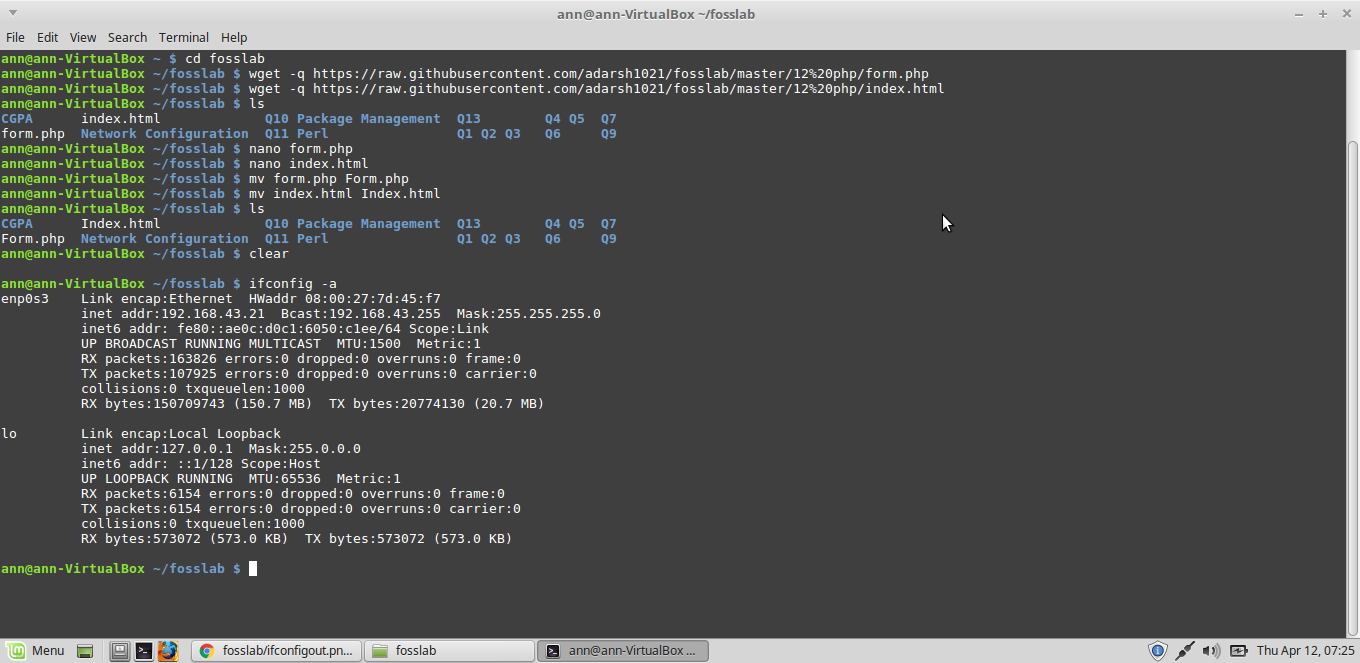 ann@ann-VirtualBox ~/fosslab
File Edit View Search Terminal Help
ann@ann-VirtualBox ~ $ cd fosslab
ann@ann-VirtualBox ~/fosslab $ wget -q https://raw.githubusercontent.com/adarsh1021/fosslab/master/12%20php/form.php
ann@ann-VirtualBox ~/fosslab $ wget -q https://raw.githubusercontent.com/adarsh1021/fosslab/master/12%20php/index.html
ann@ann-VirtualBox ~/fosslab $ ls
CGPA      index.html             Q10 Package Management  Q13        Q4 Q5  Q7
form.php  Network Configuration  Q11 Perl                Q1 Q2 Q3   Q6     Q9
ann@ann-VirtualBox ~/fosslab $ nano form.php
ann@ann-VirtualBox ~/fosslab $ nano index.html
ann@ann-VirtualBox ~/fosslab $ mv form.php Form.php
ann@ann-VirtualBox ~/fosslab $ mv index.html Index.html
ann@ann-VirtualBox ~/fosslab $ ls
CGPA      Index.html             Q10 Package Management  Q13        Q4 Q5  Q7
Form.php  Network Configuration  Q11 Perl                Q1 Q2 Q3   Q6     Q9
ann@ann-VirtualBox ~/fosslab $ clear
ann@ann-VirtualBox ~/fosslab $ ifconfig -a
enp0s3    Link encap:Ethernet  HWaddr 08:00:27:7d:45:f7
          inet addr:192.168.43.21  Bcast:192.168.43.255  Mask:255.255.255.0
          inet6 addr: fe80::ae0c:d0c1:6050:c1ee/64 Scope:Link
          UP BROADCAST RUNNING MULTICAST  MTU:1500  Metric:1
          RX packets:163826 errors:0 dropped:0 overruns:0 frame:0
          TX packets:107925 errors:0 dropped:0 overruns:0 carrier:0
          collisions:0 txqueuelen:1000
          RX bytes:150709743 (150.7 MB)  TX bytes:20774130 (20.7 MB)
lo        Link encap:Local Loopback
          inet addr:127.0.0.1  Mask:255.0.0.0
          inet6 addr: ::1/128 Scope:Host
          UP LOOPBACK RUNNING  MTU:65536  Metric:1
          RX packets:6154 errors:0 dropped:0 overruns:0 frame:0
          TX packets:6154 errors:0 dropped:0 overruns:0 carrier:0
          collisions:0 txqueuelen:1000
          RX bytes:573072 (573.0 KB)  TX bytes:573072 (573.0 KB)
ann@ann-VirtualBox ~/fosslab $
Menu fosslab/ifconfigout.pn... fosslab ann@ann-VirtualBox ... Thu Apr 12, 07:25